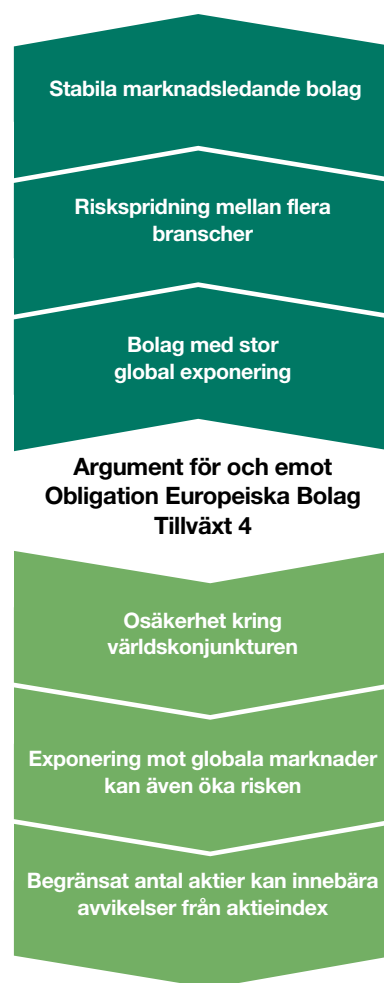 Stabila marknadsledande bolag
Riskspridning mellan flera
branscher
Bolag med stor
global exponering
Argument för och emot
Obligation Europeiska Bolag
Tillväxt 4
Osäkerhet kring
världskonjunkturen
Exponering mot globala marknader
kan även öka risken
Begränsat antal aktier kan innebära
avvikelser från aktieindex